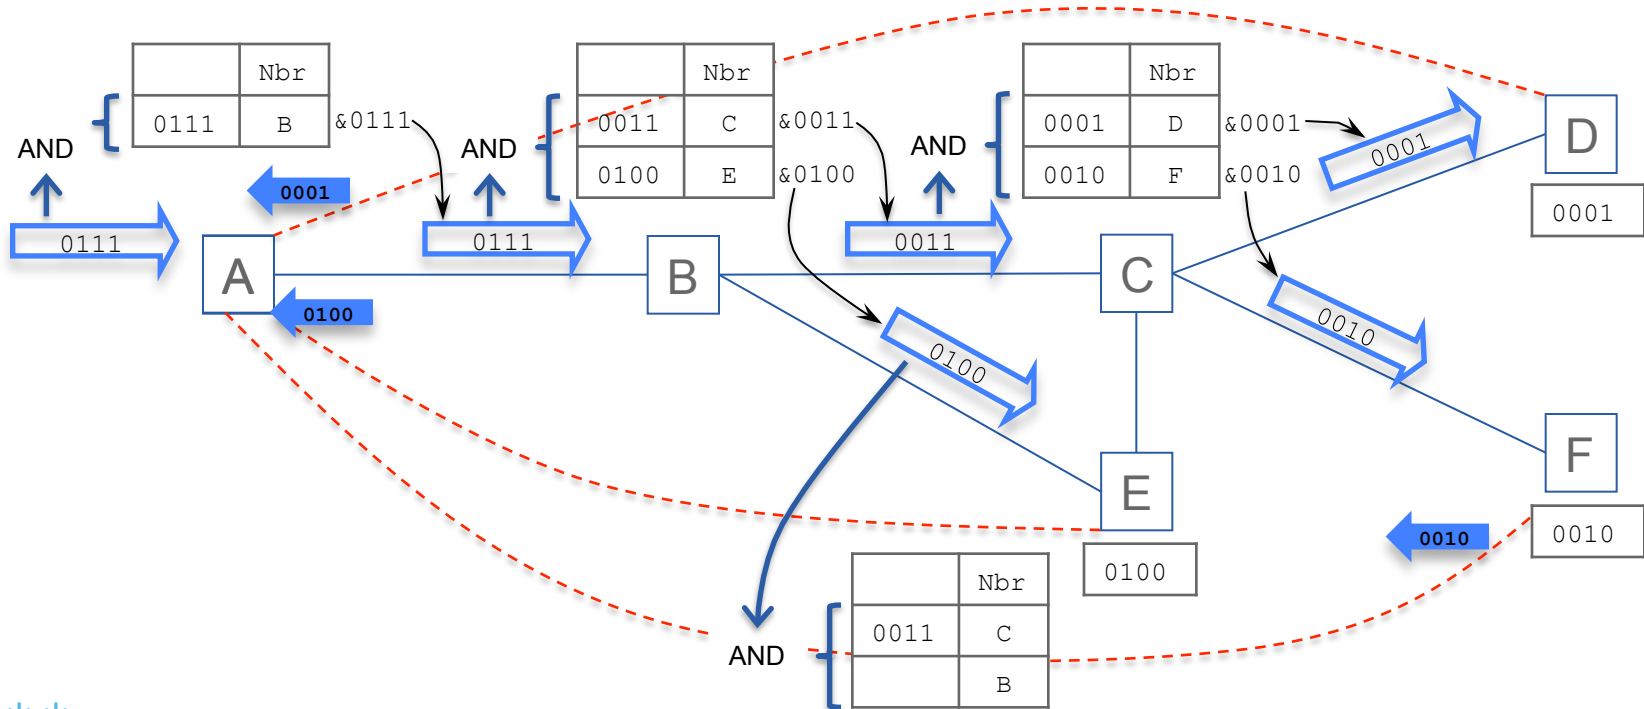 Nbr
0111 B &0111
AND
0001
0111
A
0100
Nbr
0011 C &0011
0100 E &0100
AND
0111
B
0100
Nbr
0001 D &0001
0010 F &0010
AND
0011
C
0001
0010
D
0001
F
0010
0010
E
0100
AND
Nbr
0011 C
B